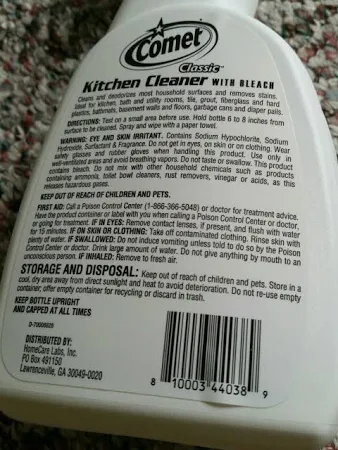 Comet
Classic
Kitchen Cleaner WITH BLEACH
Cleans and deodorizes most household surfaces and removes stains.
Ideal for kitchen, bath and utility rooms, tile, grout, fiberglass and hard
plastics, bathtubs, basement walls and floors, garbage cans and diaper pails.
DIRECTIONS: Test on a small area before use. Hold bottle 6 to 8 inches from
surface to be cleaned. Spray and wipe with a paper towel.
WARNING: EYE AND SKIN IRRITANT. Contains Sodium Hypochlorite, Sodium
Hydroxide, Surfactant & Fragrance. Do not get in eyes, on skin or on clothing. Wear
safety glasses and rubber gloves when handling this product. Use only in
well-ventilated areas and avoid breathing vapors. Do not taste or swallow. This product
contains bleach. Do not mix with other household chemicals such as products
containing ammonia, toilet bowl cleaners, rust removers, vinegar or acids, as this
releases hazardous gases.
KEEP OUT OF REACH OF CHILDREN AND PETS.
FIRST AID: Call a Poison Control Center (1-866-366-5048) or doctor for treatment advice.
Have the product container or label with you when calling a Poison Control Center or doctor,
or going for treatment. IF IN EYES: Remove contact lenses, if present, and flush with water
for 15 minutes. IF ON SKIN OR CLOTHING: Take off contaminated clothing. Rinse skin with
plenty of water. IF SWALLOWED: Do not induce vomiting unless told to do so by the Poison
Control Center or doctor. Drink large amount of water. Do not give anything by mouth to an
unconscious person. IF INHALED: Remove to fresh air.
STORAGE AND DISPOSAL: Keep out of reach of children and pets. Store in a
cool, dry area away from direct sunlight and heat to avoid deterioration. Do not re-use empty
container; offer empty container for recycling or discard in trash.
KEEP BOTTLE UPRIGHT
AND CAPPED AT ALL TIMES
DISTRIBUTED BY:
HomeCare Labs, Inc.
PO Box 491150
Lawrenceville, GA 30049-0020
8 10003 44038 9